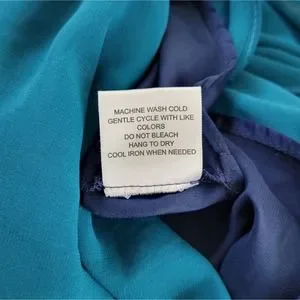 MACHINE WASH COLD
GENTLE CYCLE WITH LIKE
COLORS
DO NOT BLEACH
HANG TO DRY
COOL IRON WHEN NEEDED